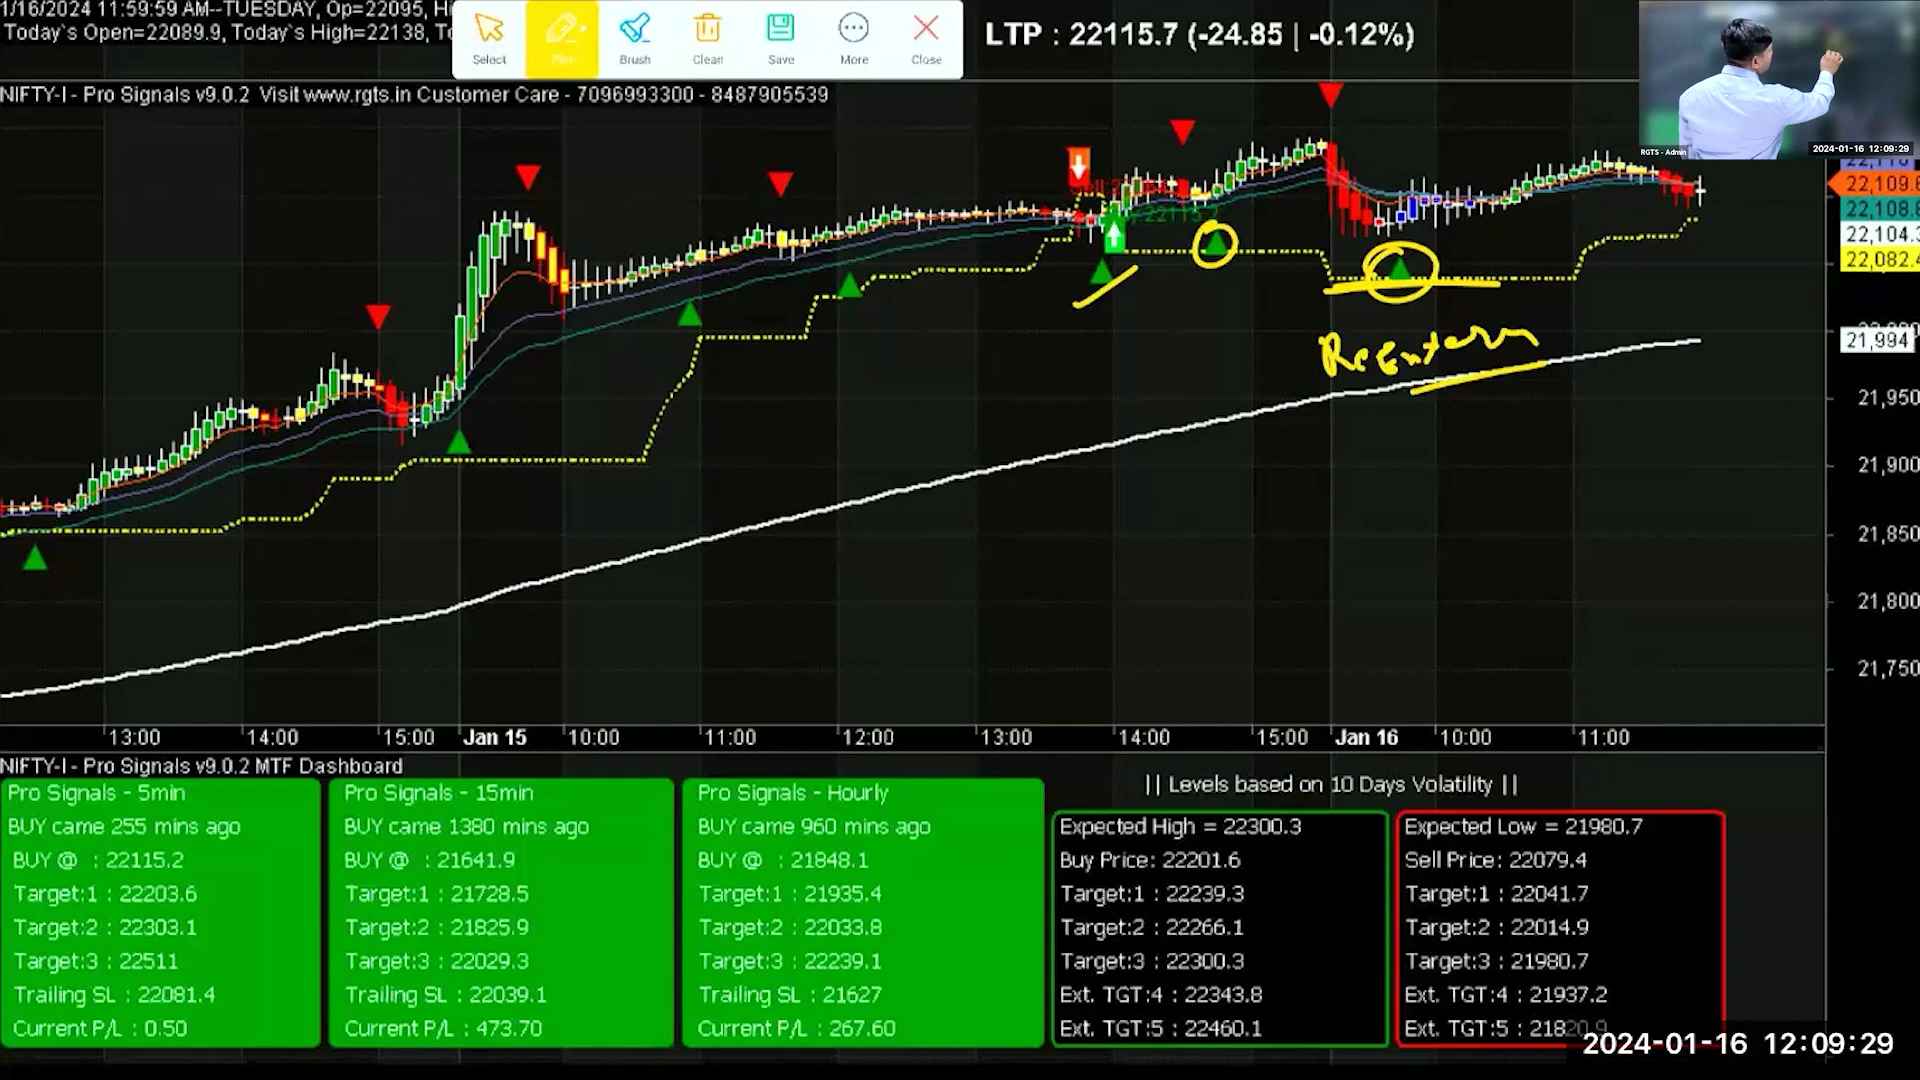 1/16/2024 11:59:59 AM--TUESDAY, Op=22095,
Today`s Open=22089.9, Today`s High=22138,
Select
Brush
Clean
Save
More
Close
LTP : 22115.7 (-24.85 | -0.12%)
RGTS - Admin
2024-01-16 12:09:29
NIFTY-I - Pro Signals v9.0.2 Visit www.rgts.in Customer Care - 7096993300 - 8487905539
22,109.8
22,108.8
22,104.3
22,082.4
21,994
21,950
21,900
21,850
21,800
21,750
13:00 14:00 15:00 Jan 15 10:00 11:00 12:00 13:00 14:00 15:00 Jan 16 10:00 11:00
NIFTY-I - Pro Signals v9.0.2 MTF Dashboard
Pro Signals - 5min
BUY came 255 mins ago
BUY @ : 22115.2
Target:1 : 22203.6
Target:2 : 22303.1
Target:3 : 22511
Trailing SL : 22081.4
Current P/L : 0.50
Pro Signals - 15min
BUY came 1380 mins ago
BUY @ : 21641.9
Target:1 : 21728.5
Target:2 : 21825.9
Target:3 : 22029.3
Trailing SL : 22039.1
Current P/L : 473.70
Pro Signals - Hourly
BUY came 960 mins ago
BUY @ : 21848.1
Target:1 : 21935.4
Target:2 : 22033.8
Target:3 : 22239.1
Trailing SL : 21627
Current P/L : 267.60
|| Levels based on 10 Days Volatility ||
Expected High = 22300.3
Buy Price: 22201.6
Target:1 : 22239.3
Target:2 : 22266.1
Target:3 : 22300.3
Ext. TGT:4 : 22343.8
Ext. TGT:5 : 22460.1
Expected Low = 21980.7
Sell Price: 22079.4
Target:1 : 22041.7
Target:2 : 22014.9
Target:3 : 21980.7
Ext. TGT:4 : 21937.2
Ext. TGT:5 : 21820.9
2024-01-16 12:09:29